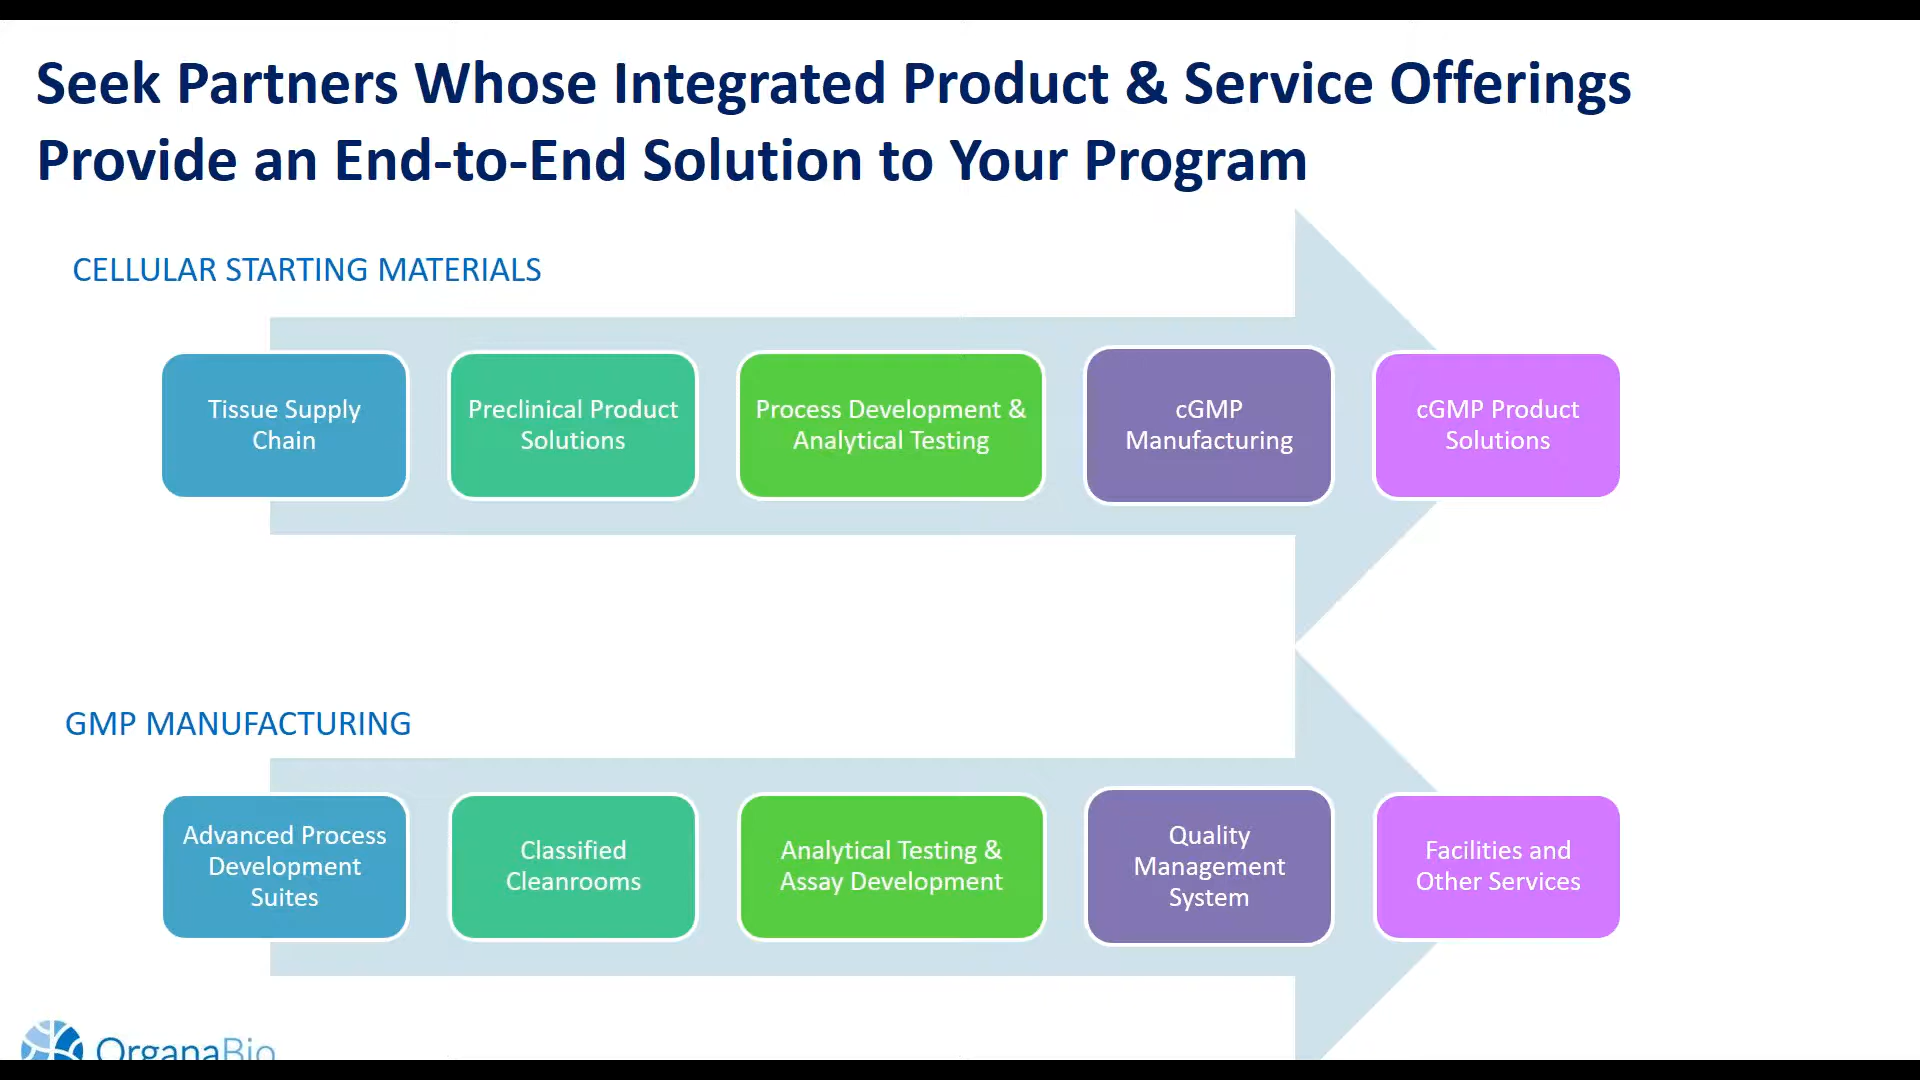 Seek Partners Whose Integrated Product & Service Offerings
Provide an End-to-End Solution to Your Program
CELLULAR STARTING MATERIALS
Tissue Supply
Chain
Preclinical Product
Solutions
Process Development &
Analytical Testing
cGMP
Manufacturing
cGMP Product
Solutions
GMP MANUFACTURING
Advanced Process
Development
Suites
Classified
Cleanrooms
Analytical Testing &
Assay Development
Quality
Management
System
Facilities and
Other Services
OrganaBio